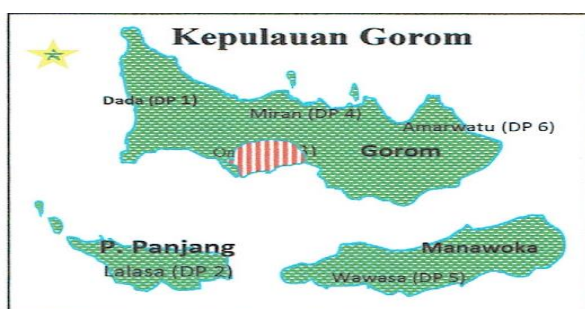 Kepulauan Gorom
Dada (DP 1)
Miran (DP 4)
Amarwatu (DP 6)
Gorom
P. Panjang
Lalasa (DP 2)
Manawoka
Wawasa (DP 5)